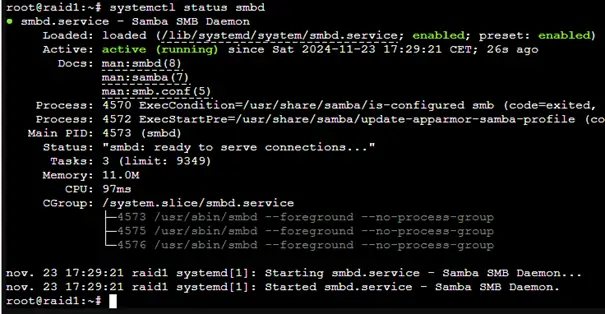 root@raid1:~# systemctl status smbd
● smbd.service - Samba SMB Daemon
Loaded: loaded (/lib/systemd/system/smbd.service; enabled; preset: enabled)
Active: active (running) since Sat 2024-11-23 17:29:21 CET; 26s ago
Docs: man:smbd(8)
man:samba(7)
man:smb.conf(5)
Process: 4570 ExecCondition=/usr/share/samba/is-configured smb (code=exited,
Process: 4572 ExecStartPre=/usr/share/samba/update-apparmor-samba-profile (co
Main PID: 4573 (smbd)
Status: "smbd: ready to serve connections..."
Tasks: 3 (limit: 9349)
Memory: 11.0M
CPU: 97ms
CGroup: /system.slice/smbd.service
├─4573 /usr/sbin/smbd --foreground --no-process-group
├─4575 /usr/sbin/smbd --foreground --no-process-group
└─4576 /usr/sbin/smbd --foreground --no-process-group
nov. 23 17:29:21 raid1 systemd[1]: Starting smbd.service - Samba SMB Daemon...
nov. 23 17:29:21 raid1 systemd[1]: Started smbd.service - Samba SMB Daemon.
root@raid1:~#